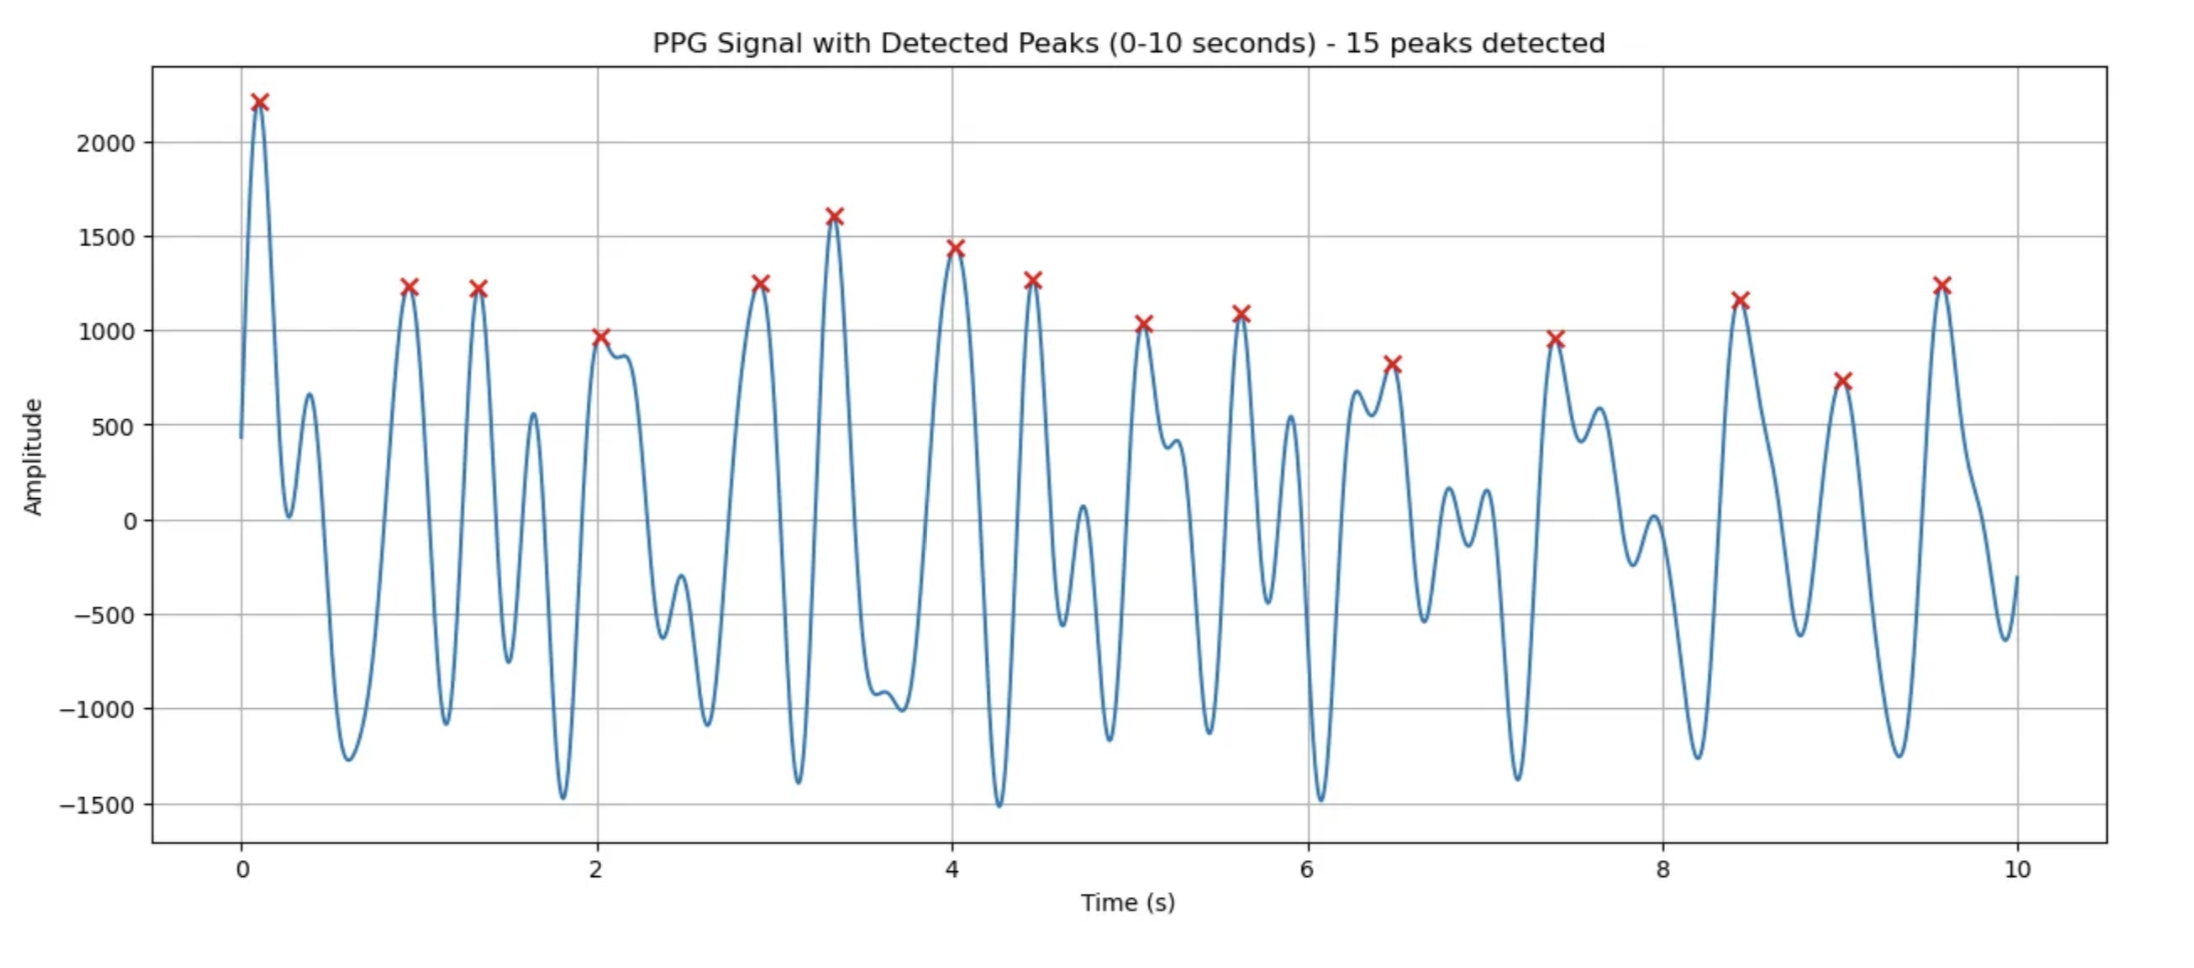 PPG Signal with Detected Peaks (0-10 seconds) - 15 peaks detected
2000
1500
1000
500
0
−500
−1000
−1500
Amplitude
0 2 4 6 8 10
Time (s)